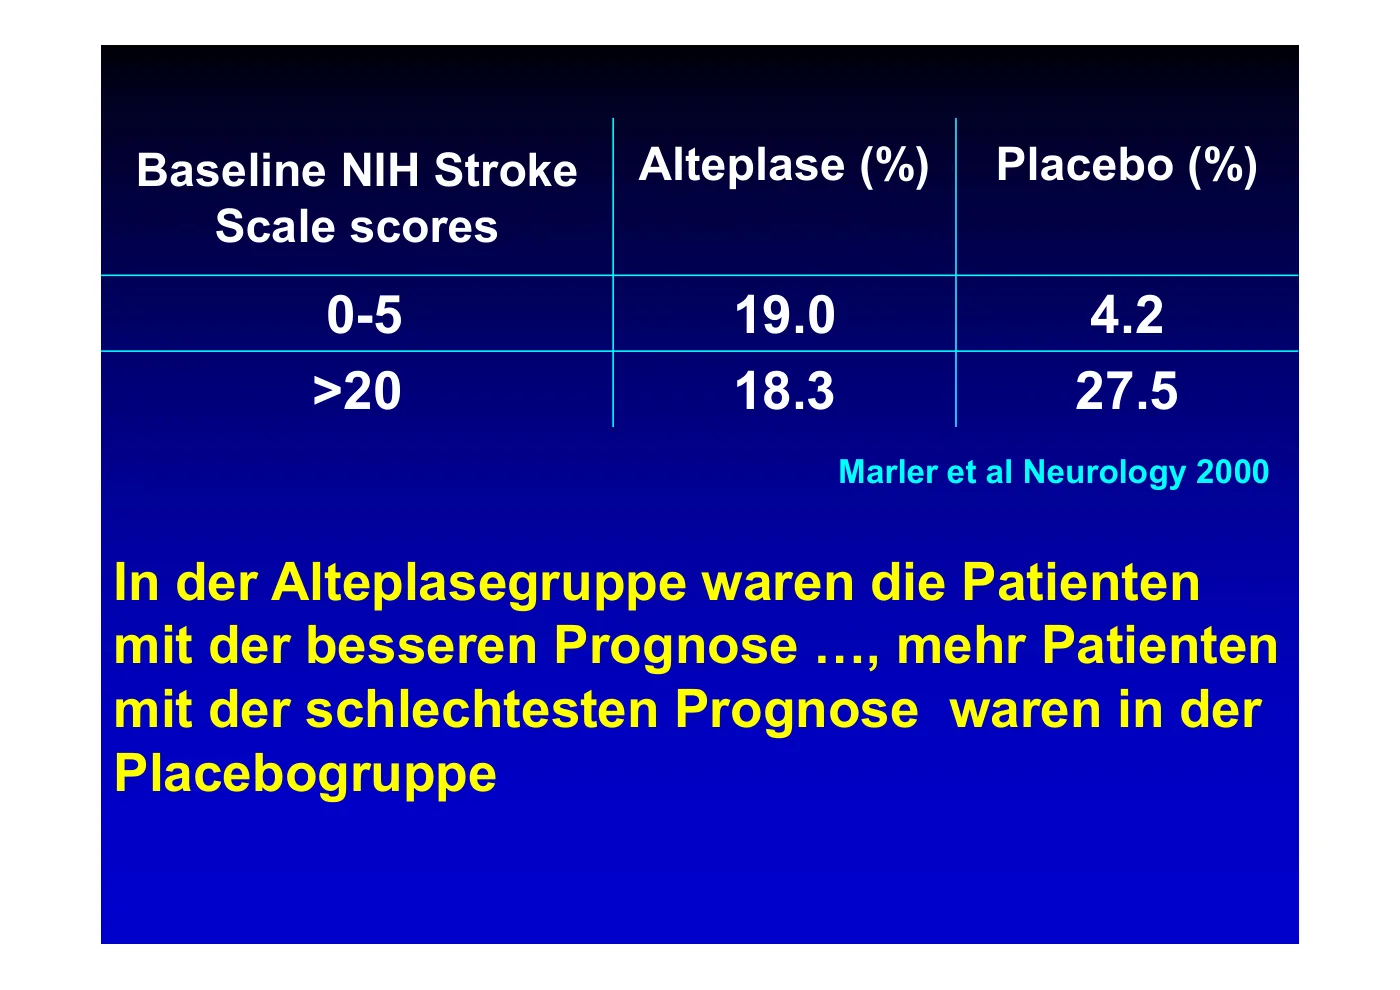 Baseline NIH Stroke Scale scores
Alteplase (%)
Placebo (%)
0-5
19.0
4.2
>20
18.3
27.5
Marler et al Neurology 2000
In der Alteplasegruppe waren die Patienten
mit der besseren Prognose …, mehr Patienten
mit der schlechtesten Prognose  waren in der
Placebogruppe